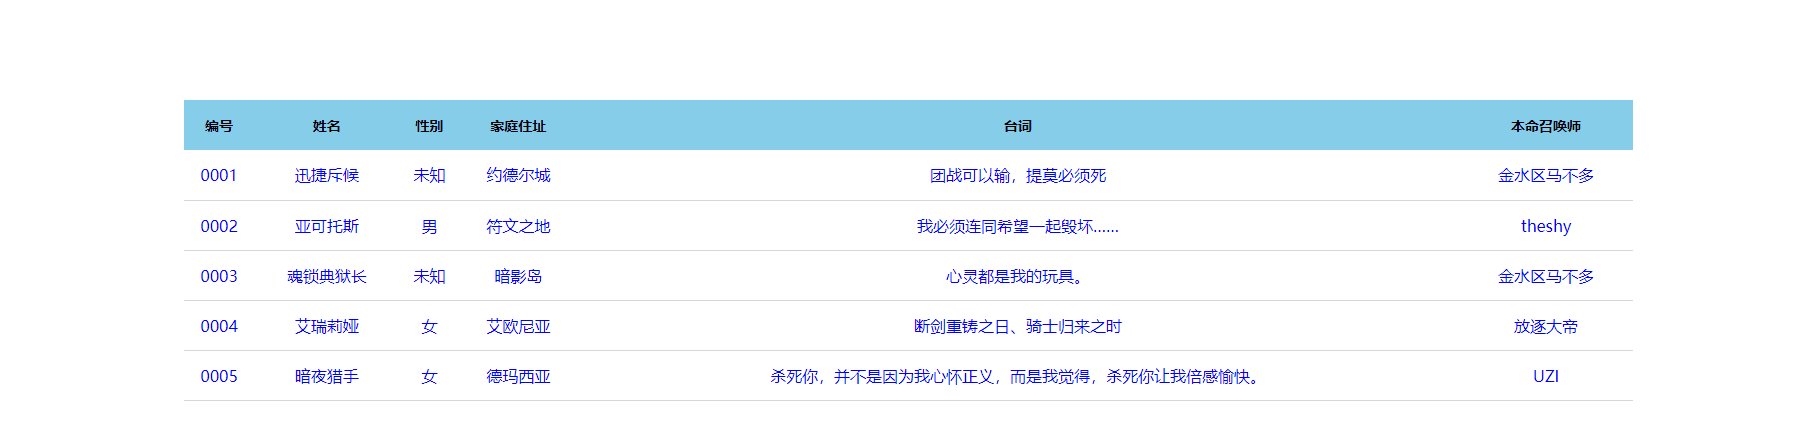 编号 姓名 性别 家庭住址 台词 本命召唤师
0001 迅捷斥候 未知 约德尔城 团战可以输，提莫必须死 金水区马不多
0002 亚可托斯 男 符文之地 我必须连同希望一起毁坏...... theshy
0003 魂锁典狱长 未知 暗影岛 心灵都是我的玩具。 金水区马不多
0004 艾瑞莉娅 女 艾欧尼亚 断剑重铸之日、骑士归来之时 放逐大帝
0005 暗夜猎手 女 德玛西亚 杀死你，并不是因为我心怀正义，而是我觉得，杀死你让我倍感愉快。 UZI